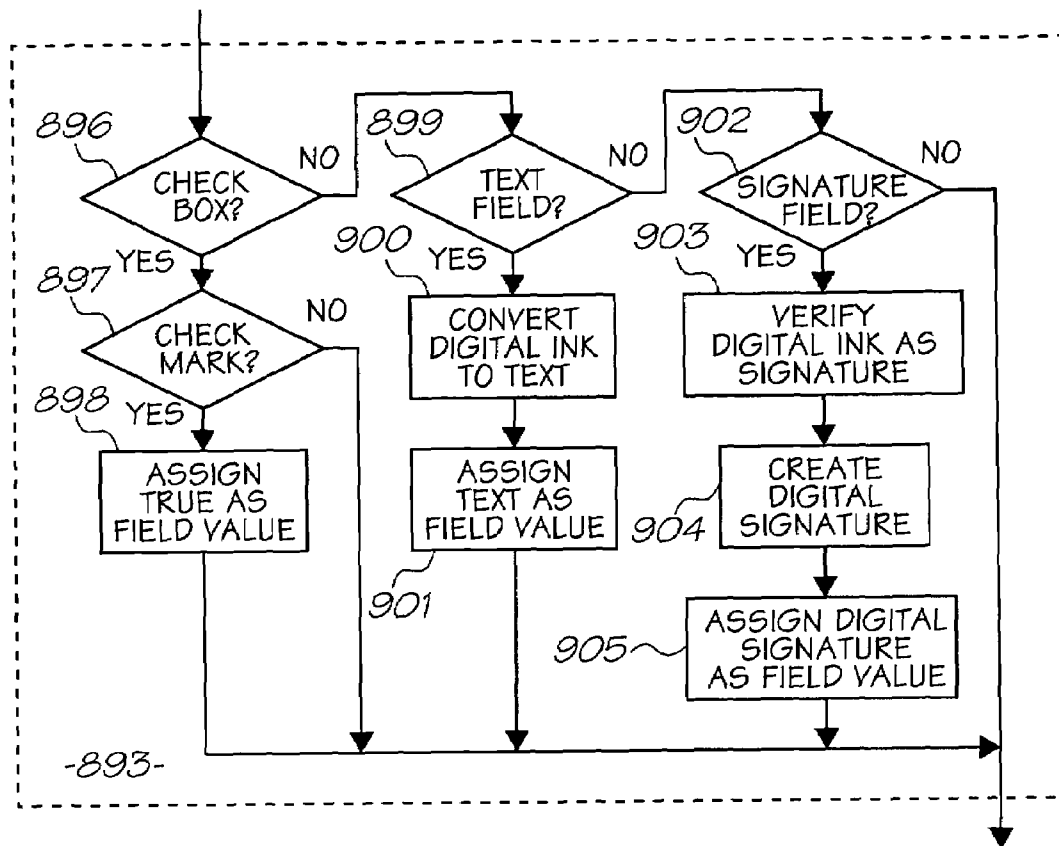 896
CHECK
BOX?
NO
YES
897
CHECK
MARK?
NO
YES
898
ASSIGN
TRUE AS
FIELD VALUE
899
TEXT
FIELD?
NO
YES
900
CONVERT
DIGITAL INK
TO TEXT
ASSIGN
TEXT AS
FIELD VALUE
901
902
SIGNATURE
FIELD?
NO
YES
903
VERIFY
DIGITAL INK AS
SIGNATURE
CREATE
DIGITAL
SIGNATURE
904
ASSIGN DIGITAL
SIGNATURE
AS FIELD VALUE
905
-893-